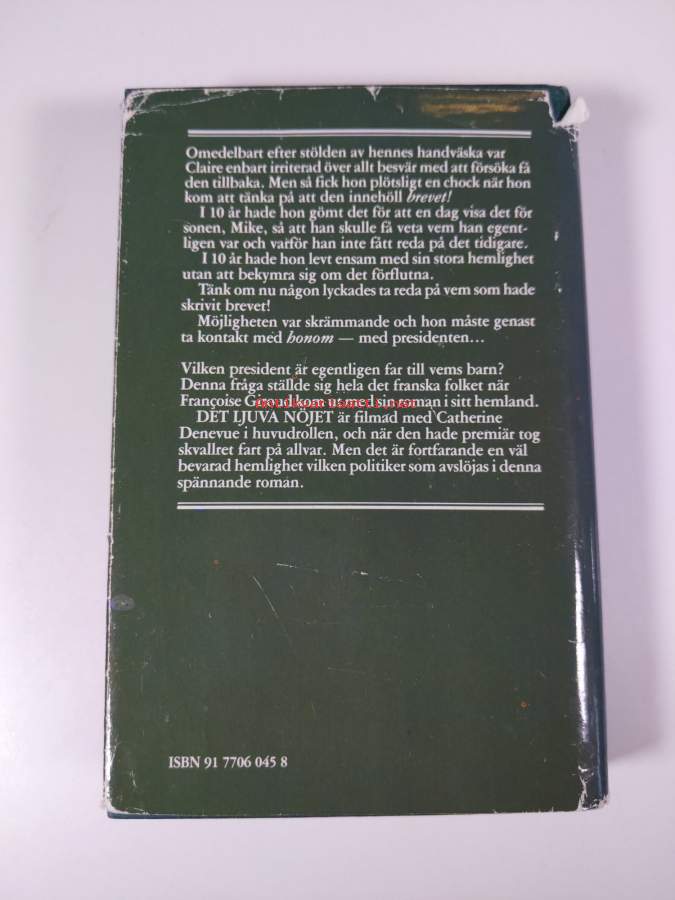 Omedelbart efter stölden av hennes handväska var
Claire enbart irriterad över allt besvär med att försöka få
den tillbaka. Men så fick hon plötsligt en chock när hon
kom att tänka på att den innehöll brevet!
I 10 år hade hon gömt det för att en dag visa det för
sonen, Mike, så att han skulle få veta vem han egent-
ligen var och varför han inte fått reda på det tidigare.
I 10 år hade hon levt ensam med sin stora hemlighet
utan att bekymra sig om det förflutna.
Tänk om nu någon lyckades ta reda på vem som hade
skrivit brevet!
Möjligheten var skrämmande och hon måste genast
ta kontakt med honom — med presidenten...
Vilken president är egentligen far till vems barn?
Denna fråga ställde sig hela det franska folket när
Françoise Giroud kom ut med sin roman i sitt hemland.
DET LJUVA NÖJET är filmad med Catherine
Denevue i huvudrollen, och när den hade premiär tog
skvallret fart på allvar. Men det är fortfarande en väl
bevarad hemlighet vilken politiker som avslöjas i denna
spännande roman.
ISBN 91 7706 045 8